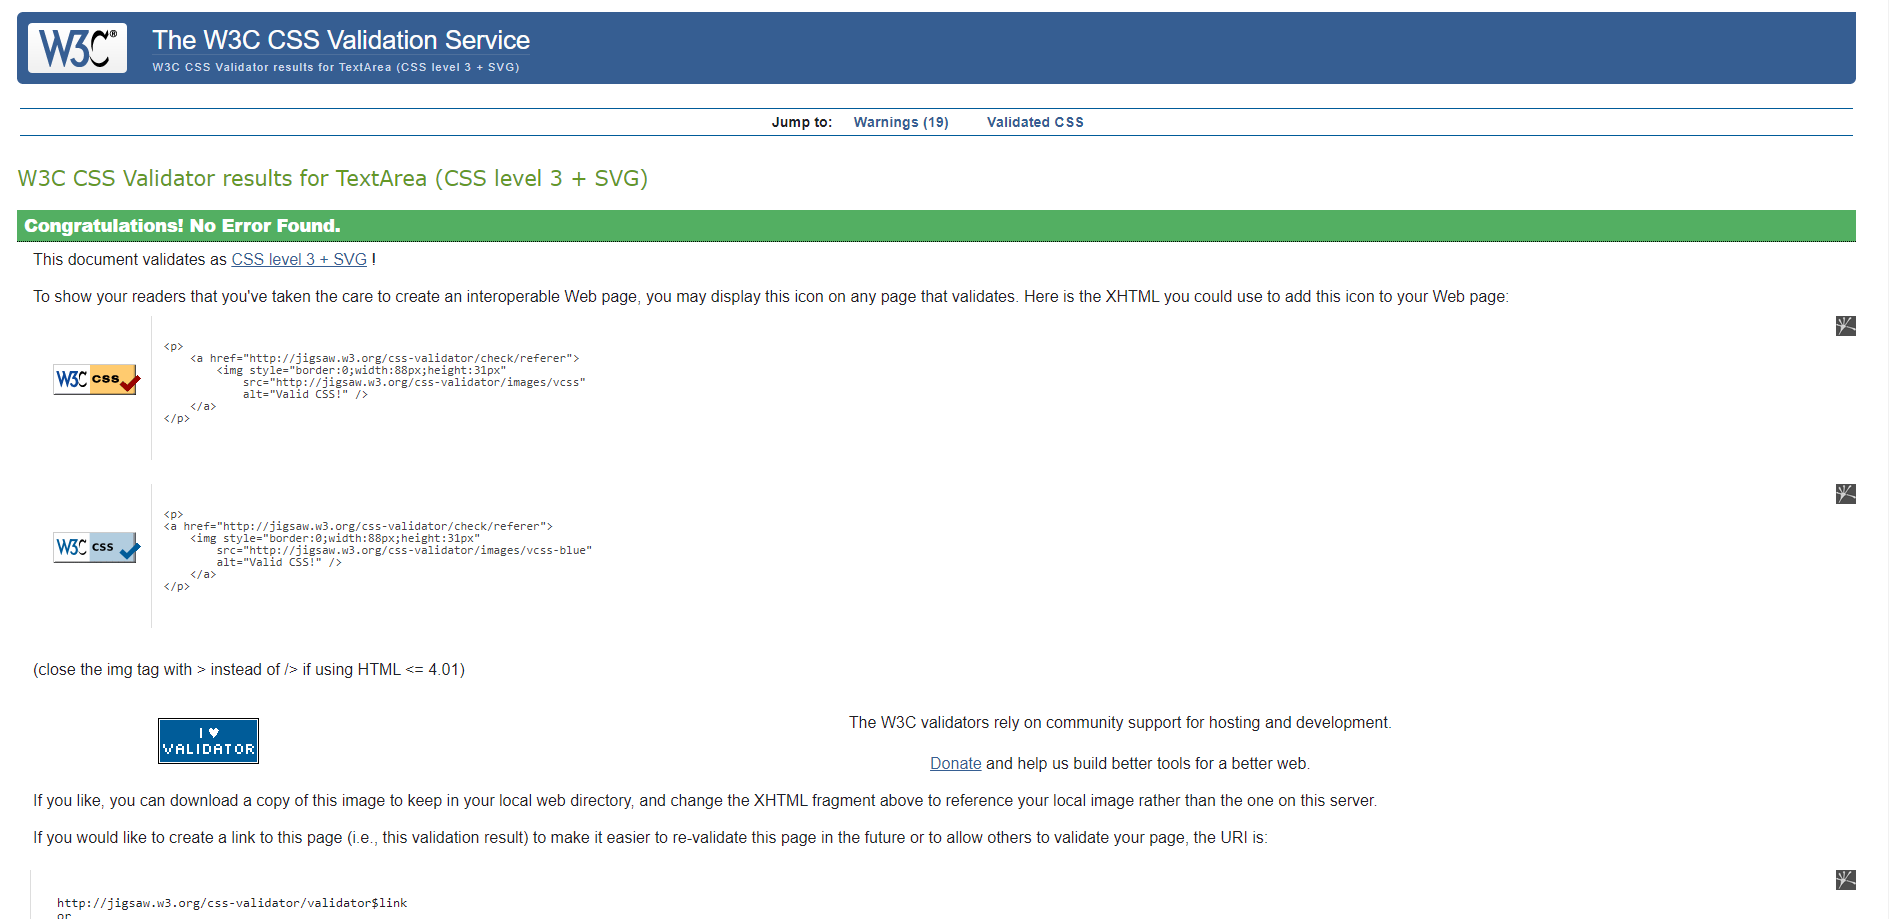 W3C®
The W3C CSS Validation Service
W3C CSS Validator results for TextArea (CSS level 3 + SVG)
Jump to: Warnings (19) Validated CSS
W3C CSS Validator results for TextArea (CSS level 3 + SVG)
Congratulations! No Error Found.
This document validates as CSS level 3 + SVG !
To show your readers that you've taken the care to create an interoperable Web page, you may display this icon on any page that validates. Here is the XHTML you could use to add this icon to your Web page:
W3C css
<p>
<a href="http://jigsaw.w3.org/css-validator/check/referer">
<img style="border:0;width:88px;height:31px"
src="http://jigsaw.w3.org/css-validator/images/vcss"
alt="Valid CSS!" />
</a>
</p>
W3C css
<p>
<a href="http://jigsaw.w3.org/css-validator/check/referer">
<img style="border:0;width:88px;height:31px"
src="http://jigsaw.w3.org/css-validator/images/vcss-blue"
alt="Valid CSS!" />
</a>
</p>
(close the img tag with > instead of /> if using HTML <= 4.01)
I ♥
VALIDATOR
The W3C validators rely on community support for hosting and development.
Donate and help us build better tools for a better web.
If you like, you can download a copy of this image to keep in your local web directory, and change the XHTML fragment above to reference your local image rather than the one on this server.
If you would like to create a link to this page (i.e., this validation result) to make it easier to re-validate this page in the future or to allow others to validate your page, the URI is:
http://jigsaw.w3.org/css-validator/validator$link
or